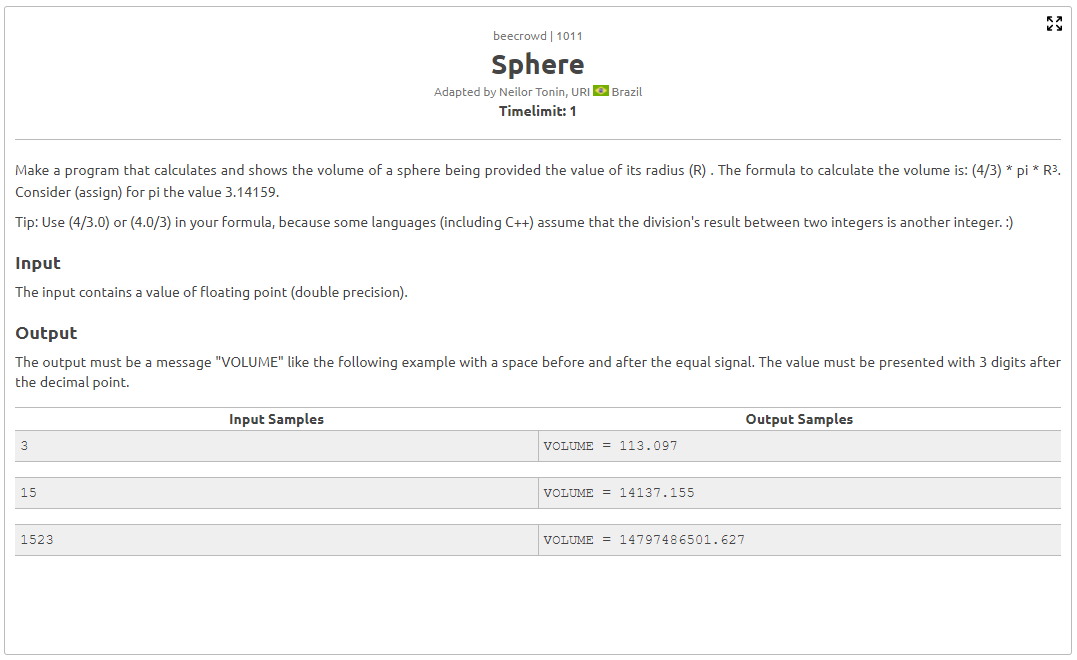 beecrowd | 1011
Sphere
Adapted by Neilor Tonin, URI Brazil
Timelimit: 1
Make a program that calculates and shows the volume of a sphere being provided the value of its radius (R) . The formula to calculate the volume is: (4/3) * pi * R³.
Consider (assign) for pi the value 3.14159.
Tip: Use (4/3.0) or (4.0/3) in your formula, because some languages (including C++) assume that the division's result between two integers is another integer. :)
Input
The input contains a value of floating point (double precision).
Output
The output must be a message "VOLUME" like the following example with a space before and after the equal signal. The value must be presented with 3 digits after
the decimal point.
Input Samples Output Samples
3 VOLUME = 113.097
15 VOLUME = 14137.155
1523 VOLUME = 14797486501.627